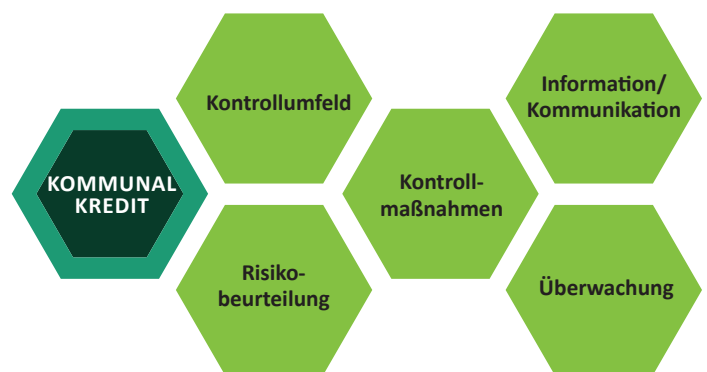 KOMMUNAL
KREDIT
Kontrollumfeld
Risiko-
beurteilung
Kontroll-
maßnahmen
Information/
Kommunikation
Überwachung